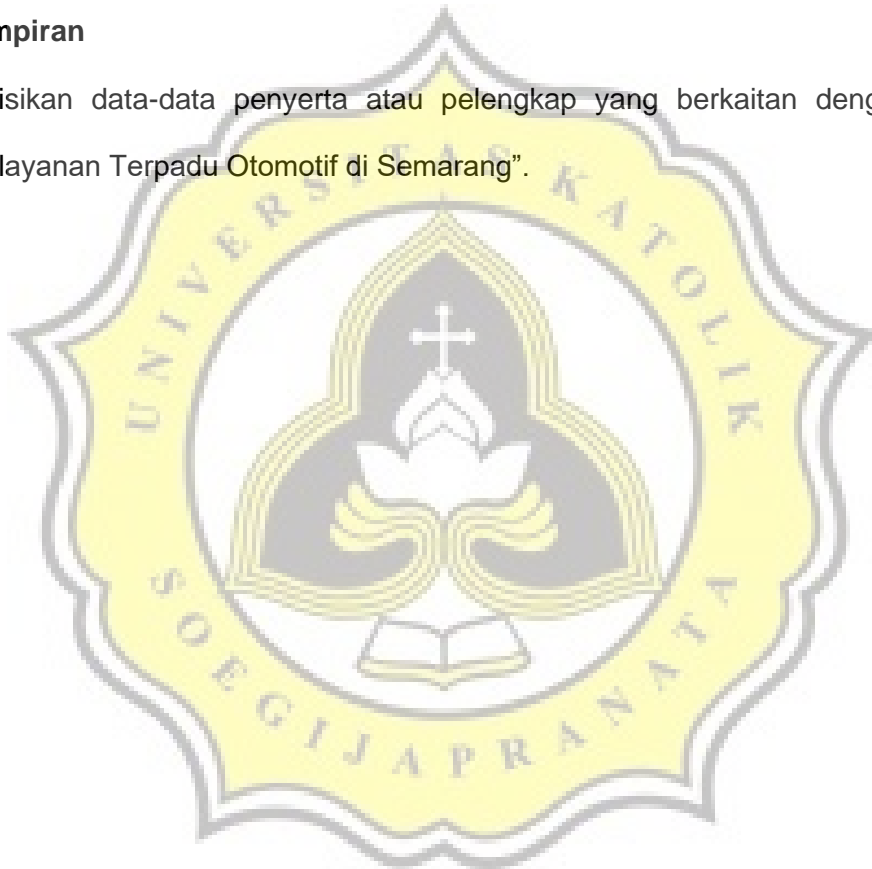 mpiran
isikan data-data penyerta atau pelengkap yang berkaitan deng
layanan Terpadu Otomotif di Semarang”.
UNIVERSITAS KATOLIK
SOEGIJAPRANATA